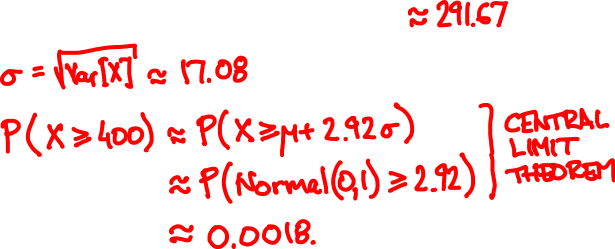 ≈ 291.67
σ = √Var[X] ≈ 17.08
P(X ≥ 400) ≈ P(X ≥ μ + 2.92σ)
≈ P(Normal(0,1) ≥ 2.92)
≈ 0.0018.
CENTRAL
LIMIT
THEOREM